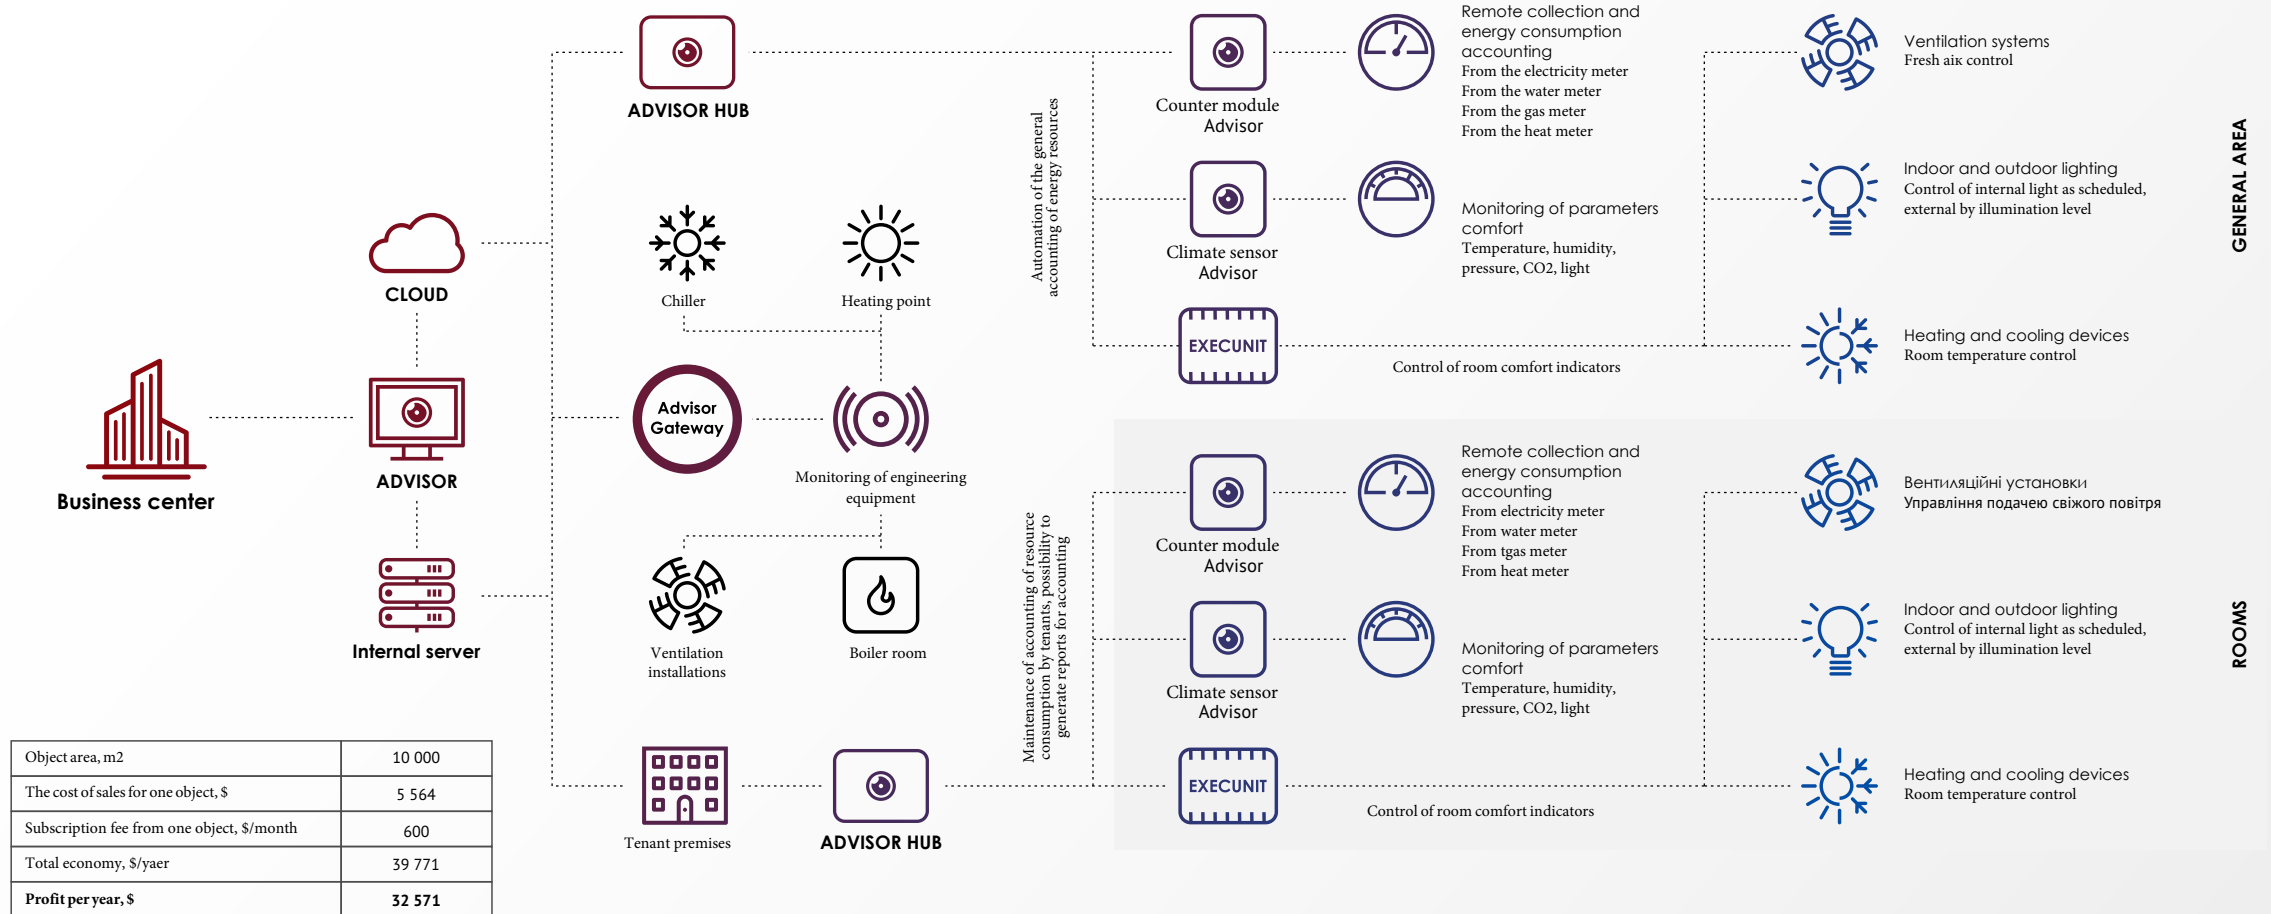 ADVISOR HUB
CLOUD
Business center
ADVISOR
Internal server
Chiller
Heating point
Advisor
Gateway
Monitoring of engineering
equipment
Ventilation
installations
Boiler room
Tenant premises
ADVISOR HUB
Automation of the general
accounting of energy resources
Counter module
Advisor
Remote collection and
energy consumption
accounting
From the electricity meter
From the water meter
From the gas meter
From the heat meter
Climate sensor
Advisor
Monitoring of parameters
comfort
Temperature, humidity,
pressure, CO2, light
EXECUNIT
Control of room comfort indicators
Ventilation systems
Fresh aiк control
Indoor and outdoor lighting
Control of internal light as scheduled,
external by illumination level
Heating and cooling devices
Room temperature control
GENERAL AREA
Maintenance of accounting of resource
consumption by tenants, possibility to
generate reports for accounting
Counter module
Advisor
Remote collection and
energy consumption
accounting
From electricity meter
From water meter
From tgas meter
From heat meter
Climate sensor
Advisor
Monitoring of parameters
comfort
Temperature, humidity,
pressure, CO2, light
EXECUNIT
Control of room comfort indicators
Вентиляційні установки
Управління подачею свіжого повітря
Indoor and outdoor lighting
Control of internal light as scheduled,
external by illumination level
Heating and cooling devices
Room temperature control
ROOMS
Object area, m2 10 000
The cost of sales for one object, $ 5 564
Subscription fee from one object, $/month 600
Total economy, $/yaer 39 771
Profit per year, $ 32 571